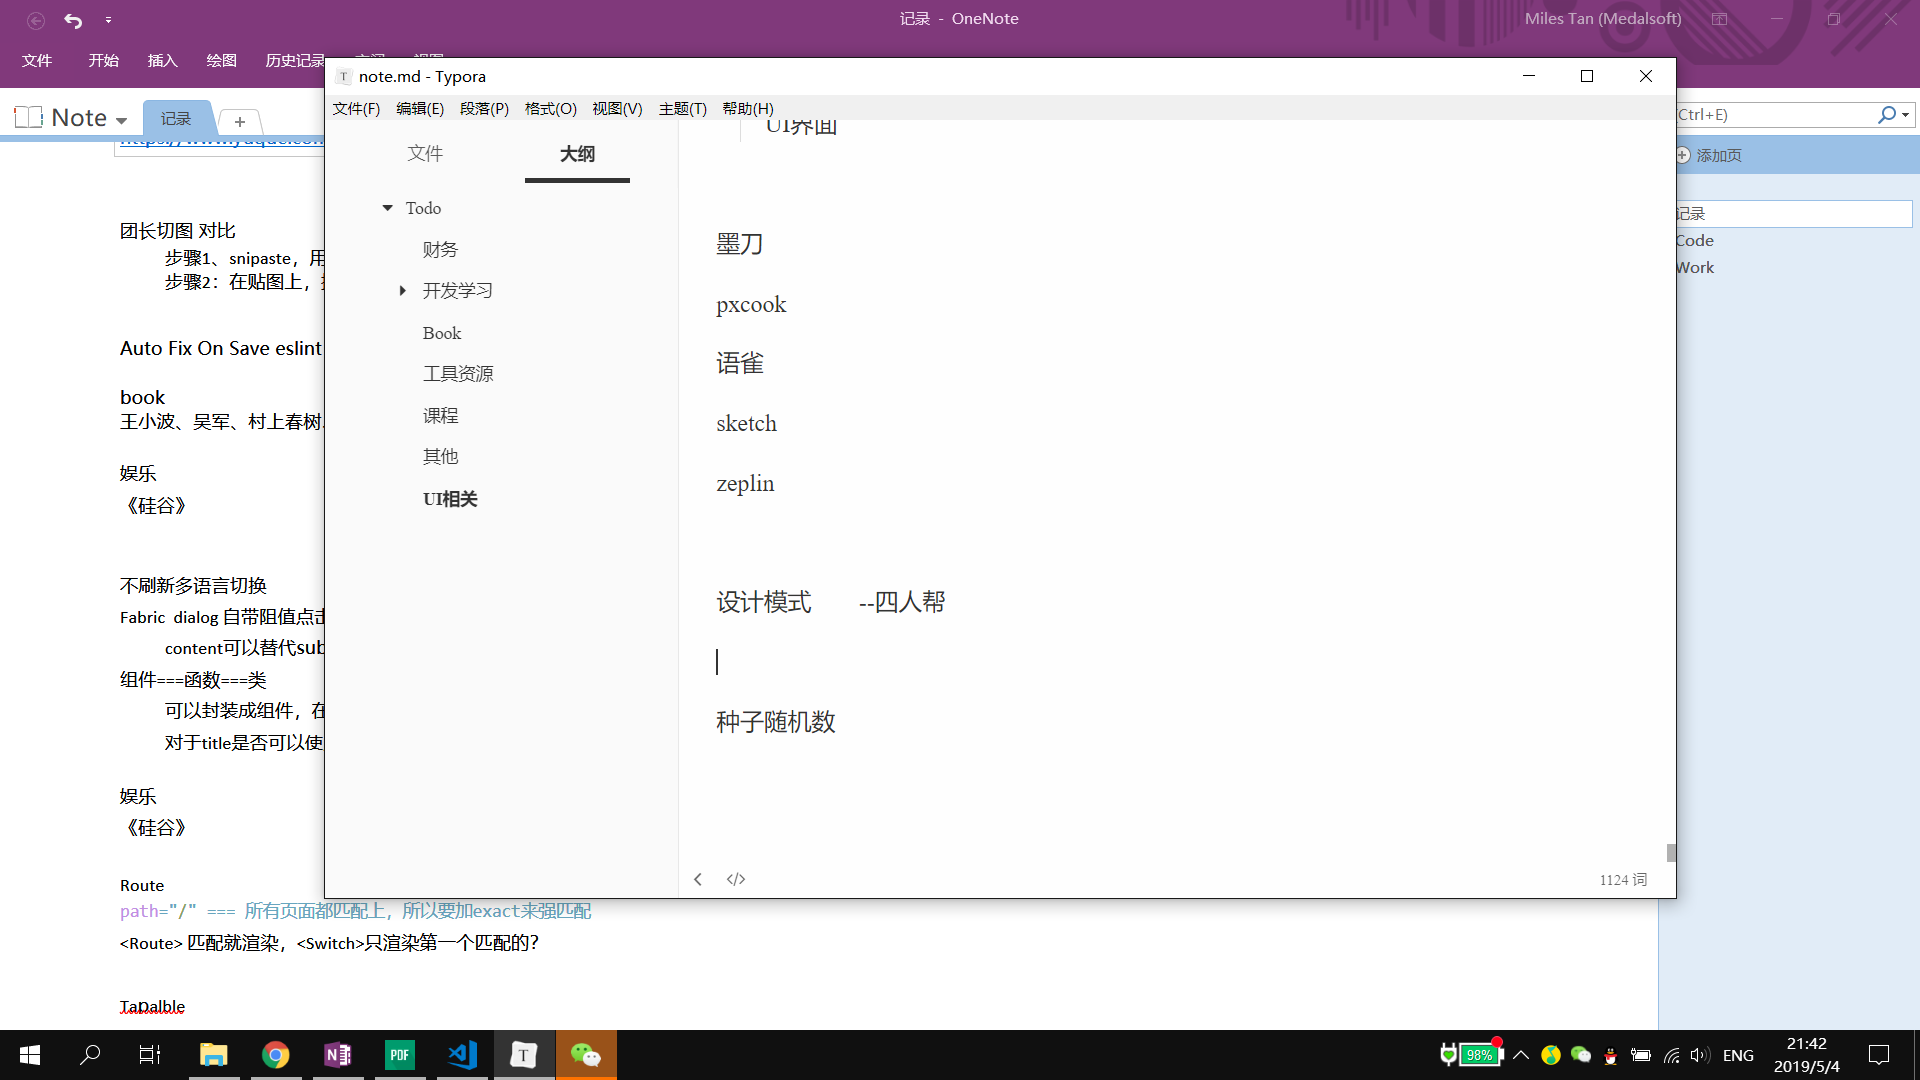 记录 - OneNote
Miles Tan (Medalsoft)
文件 开始 插入 绘图 历史记录
note.md - Typora
文件(F) 编辑(E) 段落(P) 格式(O) 视图(V) 主题(T) 帮助(H)
Note 记录 +
Ctrl+E)
添加页
记录
Code
Work
团长切图 对比
步骤1、snipaste，用
步骤2：在贴图上，
Auto Fix On Save eslint
book
王小波、吴军、村上春树
娱乐
《硅谷》
不刷新多语言切换
Fabric dialog 自带阻值点击
content可以替代sub
组件===函数===类
可以封装成组件，在
对于title是否可以使
娱乐
《硅谷》
Route
path="/" === 所有页面都匹配上，所以要加exact来强匹配
<Route> 匹配就渲染，<Switch>只渲染第一个匹配的?
Tapalble
文件 大纲
Todo
财务
开发学习
Book
工具资源
课程
其他
UI相关
UI界面
墨刀
pxcook
语雀
sketch
zeplin
设计模式 --四人帮
种子随机数
1124 词
PDF
98%
ENG
21:42
2019/5/4